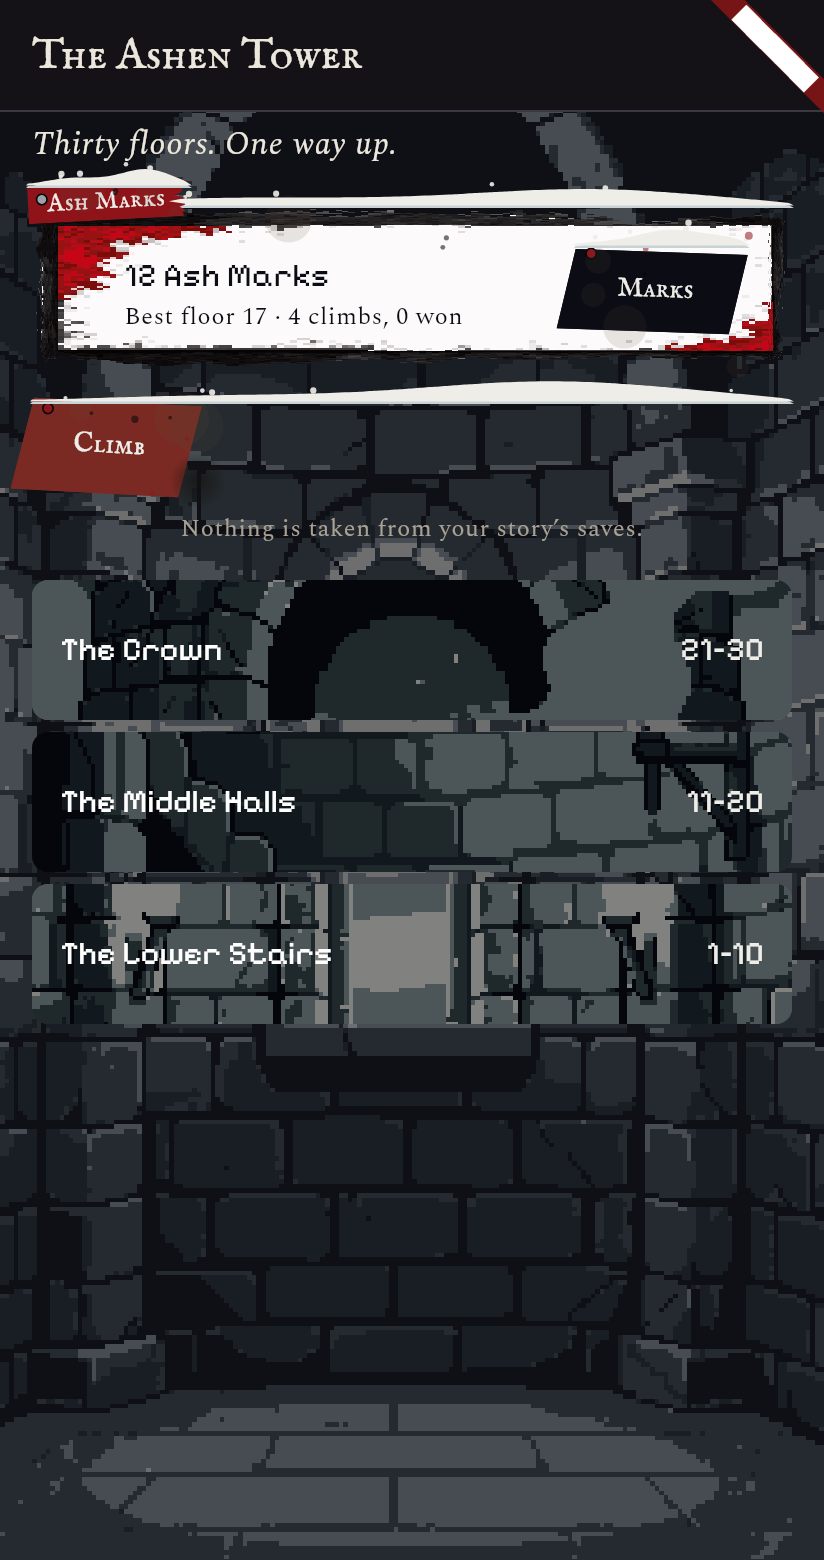 The Ashen Tower
Thirty floors. One way up.
Ash Marks
12 Ash Marks
Best floor 17 · 4 climbs, 0 won
Marks
Climb
Nothing is taken from your story’s saves.
The Crown 21-30
The Middle Halls 11-20
The Lower Stairs 1-10